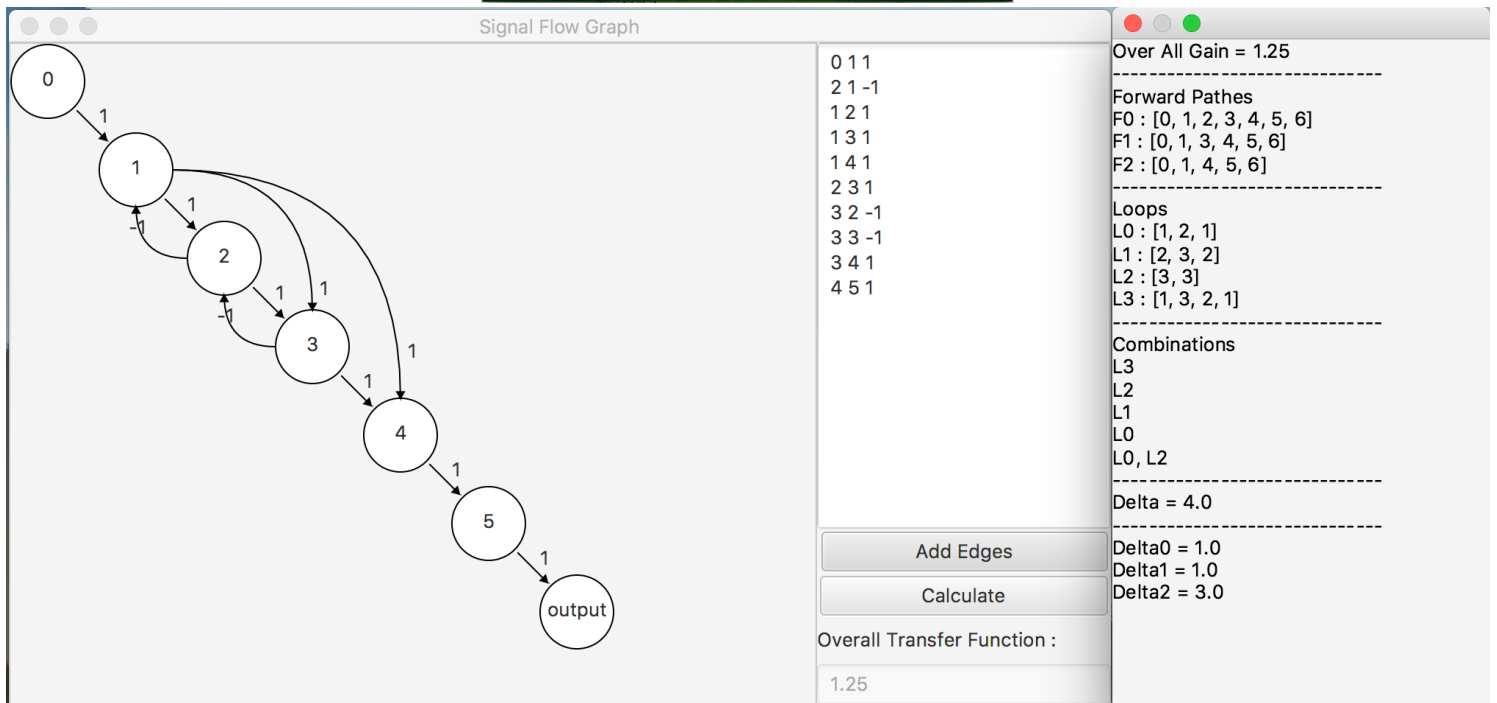 Signal Flow Graph
0
1
1
1
2
-1
1
1
3
-1
1
1
4
1
5
1
output
0 1 1
2 1 -1
1 2 1
1 3 1
1 4 1
2 3 1
3 2 -1
3 3 -1
3 4 1
4 5 1
Add Edges
Calculate
Overall Transfer Function :
1.25
Over All Gain = 1.25
------------------------------
Forward Pathes
F0 : [0, 1, 2, 3, 4, 5, 6]
F1 : [0, 1, 3, 4, 5, 6]
F2 : [0, 1, 4, 5, 6]
------------------------------
Loops
L0 : [1, 2, 1]
L1 : [2, 3, 2]
L2 : [3, 3]
L3 : [1, 3, 2, 1]
------------------------------
Combinations
L3
L2
L1
L0
L0, L2
------------------------------
Delta = 4.0
------------------------------
Delta0 = 1.0
Delta1 = 1.0
Delta2 = 3.0